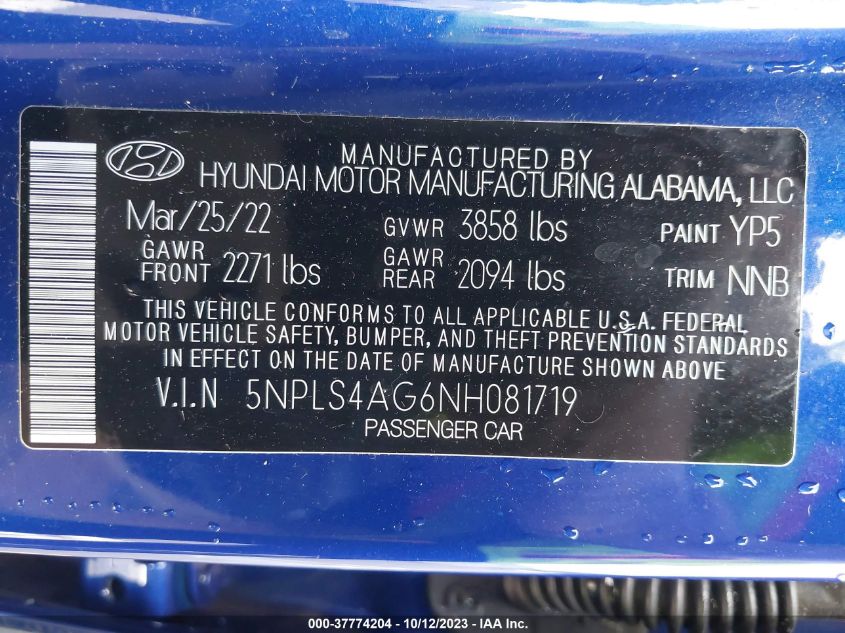 MANUFACTURED BY
HYUNDAI MOTOR MANUFACTURING ALABAMA, LLC
Mar/25/22 GVWR 3858 lbs PAINT YP5
GAWR FRONT 2271 lbs GAWR REAR 2094 lbs TRIM NNB
THIS VEHICLE CONFORMS TO ALL APPLICABLE U.S.A. FEDERAL
MOTOR VEHICLE SAFETY, BUMPER, AND THEFT PREVENTION STANDARDS
IN EFFECT ON THE DATE OF MANUFACTURE SHOWN ABOVE
V.I.N 5NPLS4AG6NH081719
PASSENGER CAR
000-37774204 - 10/12/2023 - © IAA Inc.